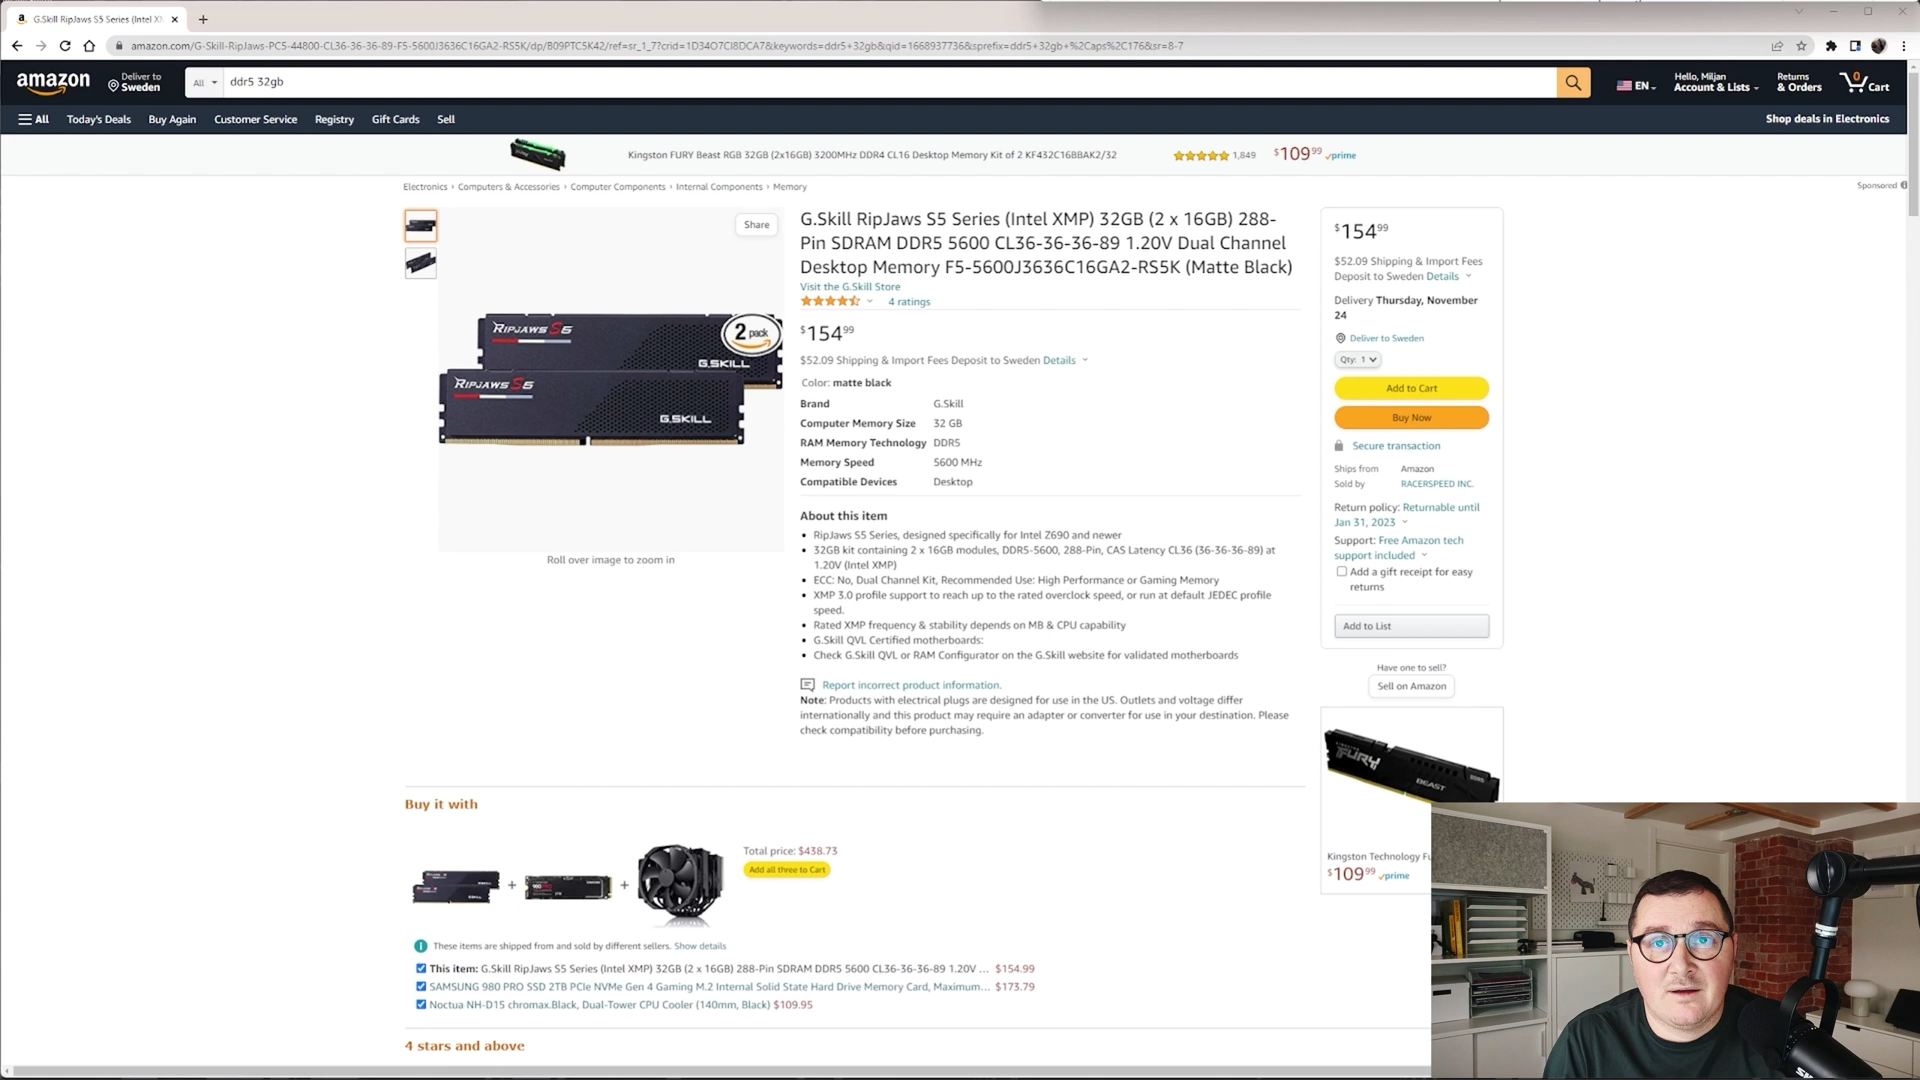 G.Skill RipJaws S5 Series (Intel XM
amazon.com/G-Skill-RipJaws-PC5-44800-CL36-36-36-89-F5-5600J3636C16GA2-RS5K/dp/B09PTC5K42/ref=sr_1_7?crid=1D34O7CI8DCA7&keywords=ddr5+32gb&qid=1668937736&sprefix=ddr5+32gb+%2Caps%2C176&sr=8-7
amazon
Deliver to
Sweden
All
ddr5 32gb
EN
Hello, Miljan
Account & Lists
Returns
& Orders
0
Cart
All
Today's Deals
Buy Again
Customer Service
Registry
Gift Cards
Sell
Shop deals in Electronics
Kingston FURY Beast RGB 32GB (2x16GB) 3200MHz DDR4 CL16 Desktop Memory Kit of 2 KF432C16BBAK2/32
1,849
$109⁹⁹ prime
Electronics › Computers & Accessories › Computer Components › Internal Components › Memory
Sponsored
Share
RIPJAWS S5
2 pack
G.SKILL
RIPJAWS S5
G.SKILL
Roll over image to zoom in
G.Skill RipJaws S5 Series (Intel XMP) 32GB (2 x 16GB) 288-
Pin SDRAM DDR5 5600 CL36-36-36-89 1.20V Dual Channel
Desktop Memory F5-5600J3636C16GA2-RS5K (Matte Black)
Visit the G.Skill Store
4 ratings
$154⁹⁹
$52.09 Shipping & Import Fees Deposit to Sweden Details
Color: matte black
Brand G.Skill
Computer Memory Size 32 GB
RAM Memory Technology DDR5
Memory Speed 5600 MHz
Compatible Devices Desktop
About this item
• RipJaws S5 Series, designed specifically for Intel Z690 and newer
• 32GB kit containing 2 x 16GB modules, DDR5-5600, 288-Pin, CAS Latency CL36 (36-36-36-89) at
1.20V (Intel XMP)
• ECC: No, Dual Channel Kit, Recommended Use: High Performance or Gaming Memory
• XMP 3.0 profile support to reach up to the rated overclock speed, or run at default JEDEC profile
speed.
• Rated XMP frequency & stability depends on MB & CPU capability
• G.Skill QVL Certified motherboards:
• Check G.Skill QVL or RAM Configurator on the G.Skill website for validated motherboards
Report incorrect product information.
Note: Products with electrical plugs are designed for use in the US. Outlets and voltage differ
internationally and this product may require an adapter or converter for use in your destination. Please
check compatibility before purchasing.
$154⁹⁹
$52.09 Shipping & Import Fees
Deposit to Sweden Details
Delivery Thursday, November
24
Deliver to Sweden
Qty: 1
Add to Cart
Buy Now
Secure transaction
Ships from Amazon
Sold by RACERSPEED INC.
Return policy: Returnable until
Jan 31, 2023
Support: Free Amazon tech
support included
Add a gift receipt for easy
returns
Add to List
Have one to sell?
Sell on Amazon
FURY
BEAST
Kingston Technology Fu
$109⁹⁹ prime
Buy it with
+
+
Total price: $438.73
Add all three to Cart
These items are shipped from and sold by different sellers. Show details
This item: G.Skill RipJaws S5 Series (Intel XMP) 32GB (2 x 16GB) 288-Pin SDRAM DDR5 5600 CL36-36-36-89 1.20V ... $154.99
SAMSUNG 980 PRO SSD 2TB PCIe NVMe Gen 4 Gaming M.2 Internal Solid State Hard Drive Memory Card, Maximum... $173.79
Noctua NH-D15 chromax.Black, Dual-Tower CPU Cooler (140mm, Black) $109.95
4 stars and above